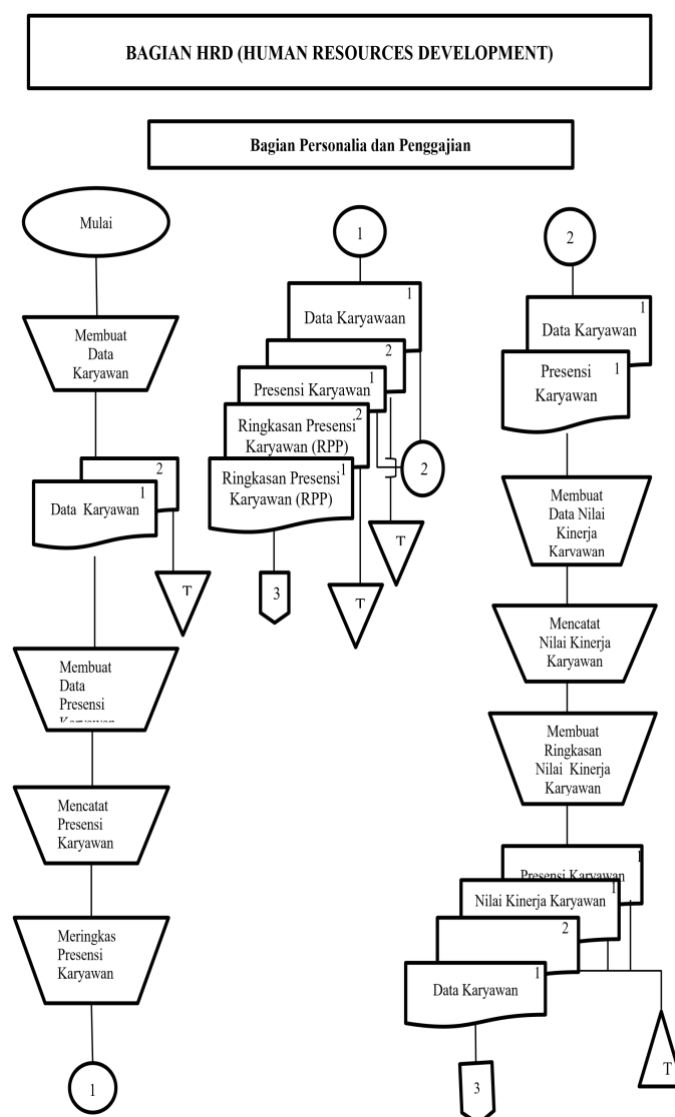 BAGIAN HRD (HUMAN RESOURCES DEVELOPMENT)
Bagian Personalia dan Penggajian
Mulai
Membuat
Data
Karyawan
2
1
Data Karyawan
T
Membuat
Data
Presensi
Karyawan
Mencatat
Presensi
Karyawan
Meringkas
Presensi
Karyawan
1
1
1
Data Karyawaan
2
1
Presensi Karyawan
2
Ringkasan Presensi
Karyawan (RPP)
1
Ringkasan Presensi
Karyawan (RPP)
2
T
T
3
2
1
Data Karyawan
Presensi 1
Karyawan
Membuat
Data Nilai
Kinerja
Karyawan
Mencatat
Nilai Kinerja
Karyawan
Membuat
Ringkasan
Nilai Kinerja
Karyawan
1
Presensi Karyawan
1
Nilai Kinerja Karyawan
2
1
Data Karyawan
T
3